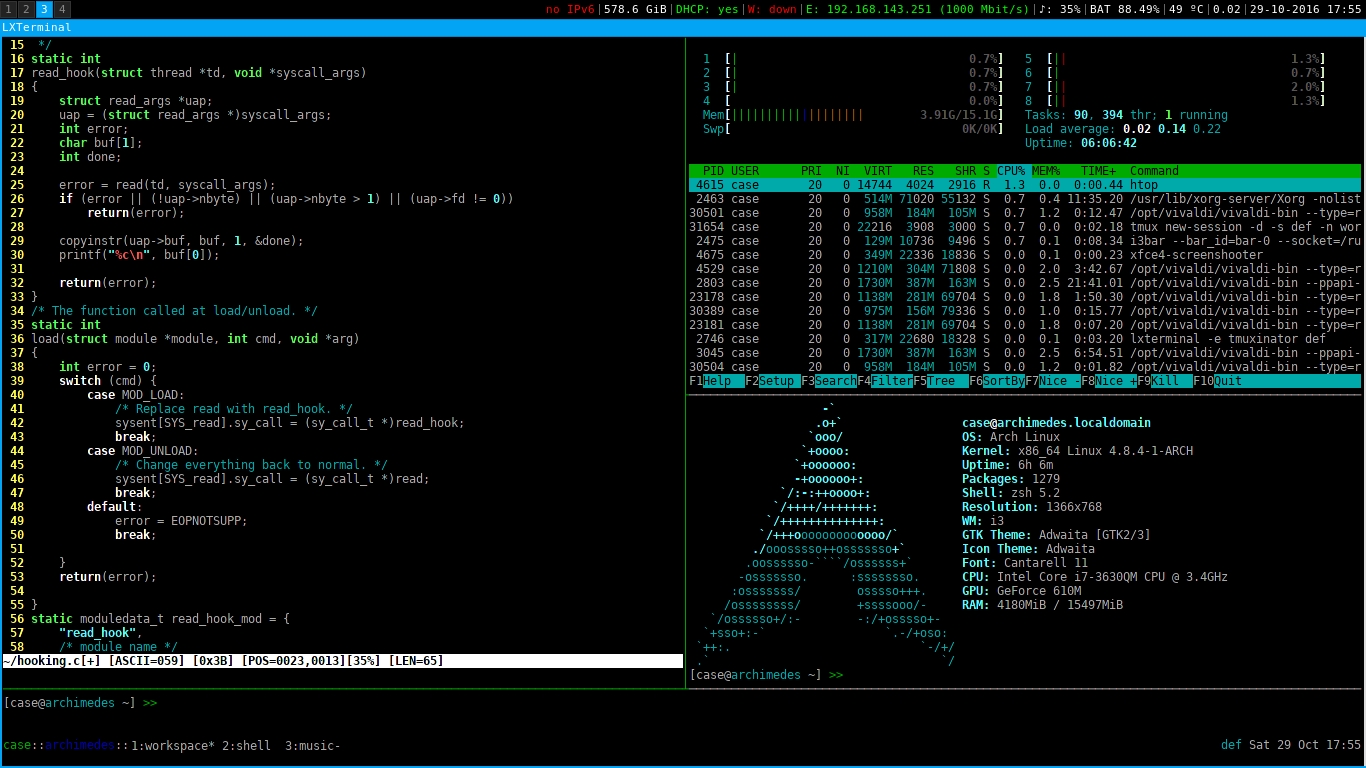 1 2 3 4 no IPv6|578.6 GiB|DHCP: yes|W: down|E: 192.168.143.251 (1000 Mbit/s)|♪: 35%|BAT 88.49%|49 ºC|0.02|29-10-2016 17:55
LXTerminal
15  */
16 static int
17 read_hook(struct thread *td, void *syscall_args)
18 {
19     struct read_args *uap;
20     uap = (struct read_args *)syscall_args;
21     int error;
22     char buf[1];
23     int done;
24
25     error = read(td, syscall_args);
26     if (error || (!uap->nbyte) || (uap->nbyte > 1) || (uap->fd != 0))
27         return(error);
28
29     copyinstr(uap->buf, buf, 1, &done);
30     printf("%c\n", buf[0]);
31
32     return(error);
33 }
34 /* The function called at load/unload. */
35 static int
36 load(struct module *module, int cmd, void *arg)
37 {
38     int error = 0;
39     switch (cmd) {
40         case MOD_LOAD:
41             /* Replace read with read_hook. */
42             sysent[SYS_read].sy_call = (sy_call_t *)read_hook;
43             break;
44         case MOD_UNLOAD:
45             /* Change everything back to normal. */
46             sysent[SYS_read].sy_call = (sy_call_t *)read;
47             break;
48         default:
49             error = EOPNOTSUPP;
50             break;
51
52     }
53     return(error);
54
55 }
56 static moduledata_t read_hook_mod = {
57     "read_hook",
58     /* module name */
~/hooking.c[+] [ASCII=059] [0x3B] [POS=0023,0013][35%] [LEN=65]
1 [| 0.7%] 5 [|| 1.3%]
2 [| 0.7%] 6 [| 0.7%]
3 [| 0.7%] 7 [|| 2.0%]
4 [ 0.0%] 8 [|| 1.3%]
Mem[||||||||||||||||||| 3.91G/15.1G] Tasks: 90, 394 thr; 1 running
Swp[ 0K/0K] Load average: 0.02 0.14 0.22
Uptime: 06:06:42
PID USER PRI NI VIRT RES SHR S CPU% MEM% TIME+ Command
4615 case 20 0 14744 4024 2916 R 1.3 0.0 0:00.44 htop
2463 case 20 0 514M 71020 55132 S 0.7 0.4 11:35.20 /usr/lib/xorg-server/Xorg -nolist
30501 case 20 0 958M 184M 105M S 0.7 1.2 0:12.47 /opt/vivaldi/vivaldi-bin --type=r
31654 case 20 0 22216 3908 3000 S 0.7 0.0 0:02.18 tmux new-session -d -s def -n wor
2475 case 20 0 129M 10736 9496 S 0.7 0.1 0:08.34 i3bar --bar_id=bar-0 --socket=/ru
4675 case 20 0 349M 22336 18836 S 0.0 0.1 0:00.23 xfce4-screenshooter
4529 case 20 0 1210M 304M 71808 S 0.0 2.0 3:42.67 /opt/vivaldi/vivaldi-bin --type=r
2803 case 20 0 1730M 387M 163M S 0.0 2.5 21:41.01 /opt/vivaldi/vivaldi-bin --ppapi-
23178 case 20 0 1138M 281M 69704 S 0.0 1.8 1:50.30 /opt/vivaldi/vivaldi-bin --type=r
30389 case 20 0 975M 156M 79336 S 0.0 1.0 0:15.77 /opt/vivaldi/vivaldi-bin --type=r
23181 case 20 0 1138M 281M 69704 S 0.0 1.8 0:07.20 /opt/vivaldi/vivaldi-bin --type=r
2746 case 20 0 317M 22680 18328 S 0.0 0.1 0:03.20 lxterminal -e tmuxinator def
3045 case 20 0 1730M 387M 163M S 0.0 2.5 6:54.51 /opt/vivaldi/vivaldi-bin --ppapi-
30504 case 20 0 958M 184M 105M S 0.0 1.2 0:01.82 /opt/vivaldi/vivaldi-bin --type=r
F1Help F2Setup F3SearchF4FilterF5Tree F6SortByF7Nice -F8Nice +F9Kill F10Quit
-`
.o+` case@archimedes.localdomain
`ooo/ OS: Arch Linux
`+oooo: Kernel: x86_64 Linux 4.8.4-1-ARCH
`+oooooo: Uptime: 6h 6m
-+oooooo+: Packages: 1279
`/:-:++oooo+: Shell: zsh 5.2
`/++++/+++++++: Resolution: 1366x768
`/++++++++++++++: WM: i3
`/+++ooooooooooooo/` GTK Theme: Adwaita [GTK2/3]
./ooosssso++osssssso+` Icon Theme: Adwaita
.oossssso-````/ossssss+` Font: Cantarell 11
-osssssso. :ssssssso. CPU: Intel Core i7-3630QM CPU @ 3.4GHz
:osssssss/ osssso+++. GPU: GeForce 610M
/ossssssss/ +ssssooo/- RAM: 4180MiB / 15497MiB
`/ossssso+/:- -:/+osssso+-
`+sso+:-` `.-/+oso:
`++:. `-/+/
.` `/
[case@archimedes ~] >>
[case@archimedes ~] >>
case::archimedes::1:workspace* 2:shell  3:music- def Sat 29 Oct 17:55